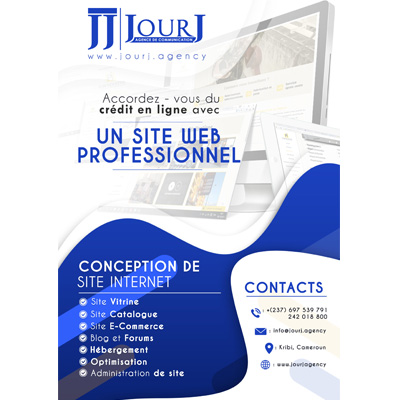 JJ JOURJ
AGENCE DE COMMUNICATION
www.jourj.agency
Accordez - vous du
crédit en ligne avec
UN SITE WEB
PROFESSIONNEL
CONCEPTION DE
SITE INTERNET
Site Vitrine
Site Catalogue
Site E-Commerce
Blog et Forums
Hébergement
Optimisation
Administration de site
CONTACTS
: +(237) 697 539 791
242 018 800
: info@jourj.agency
: Kribi, Cameroun
: www.jourj.agency